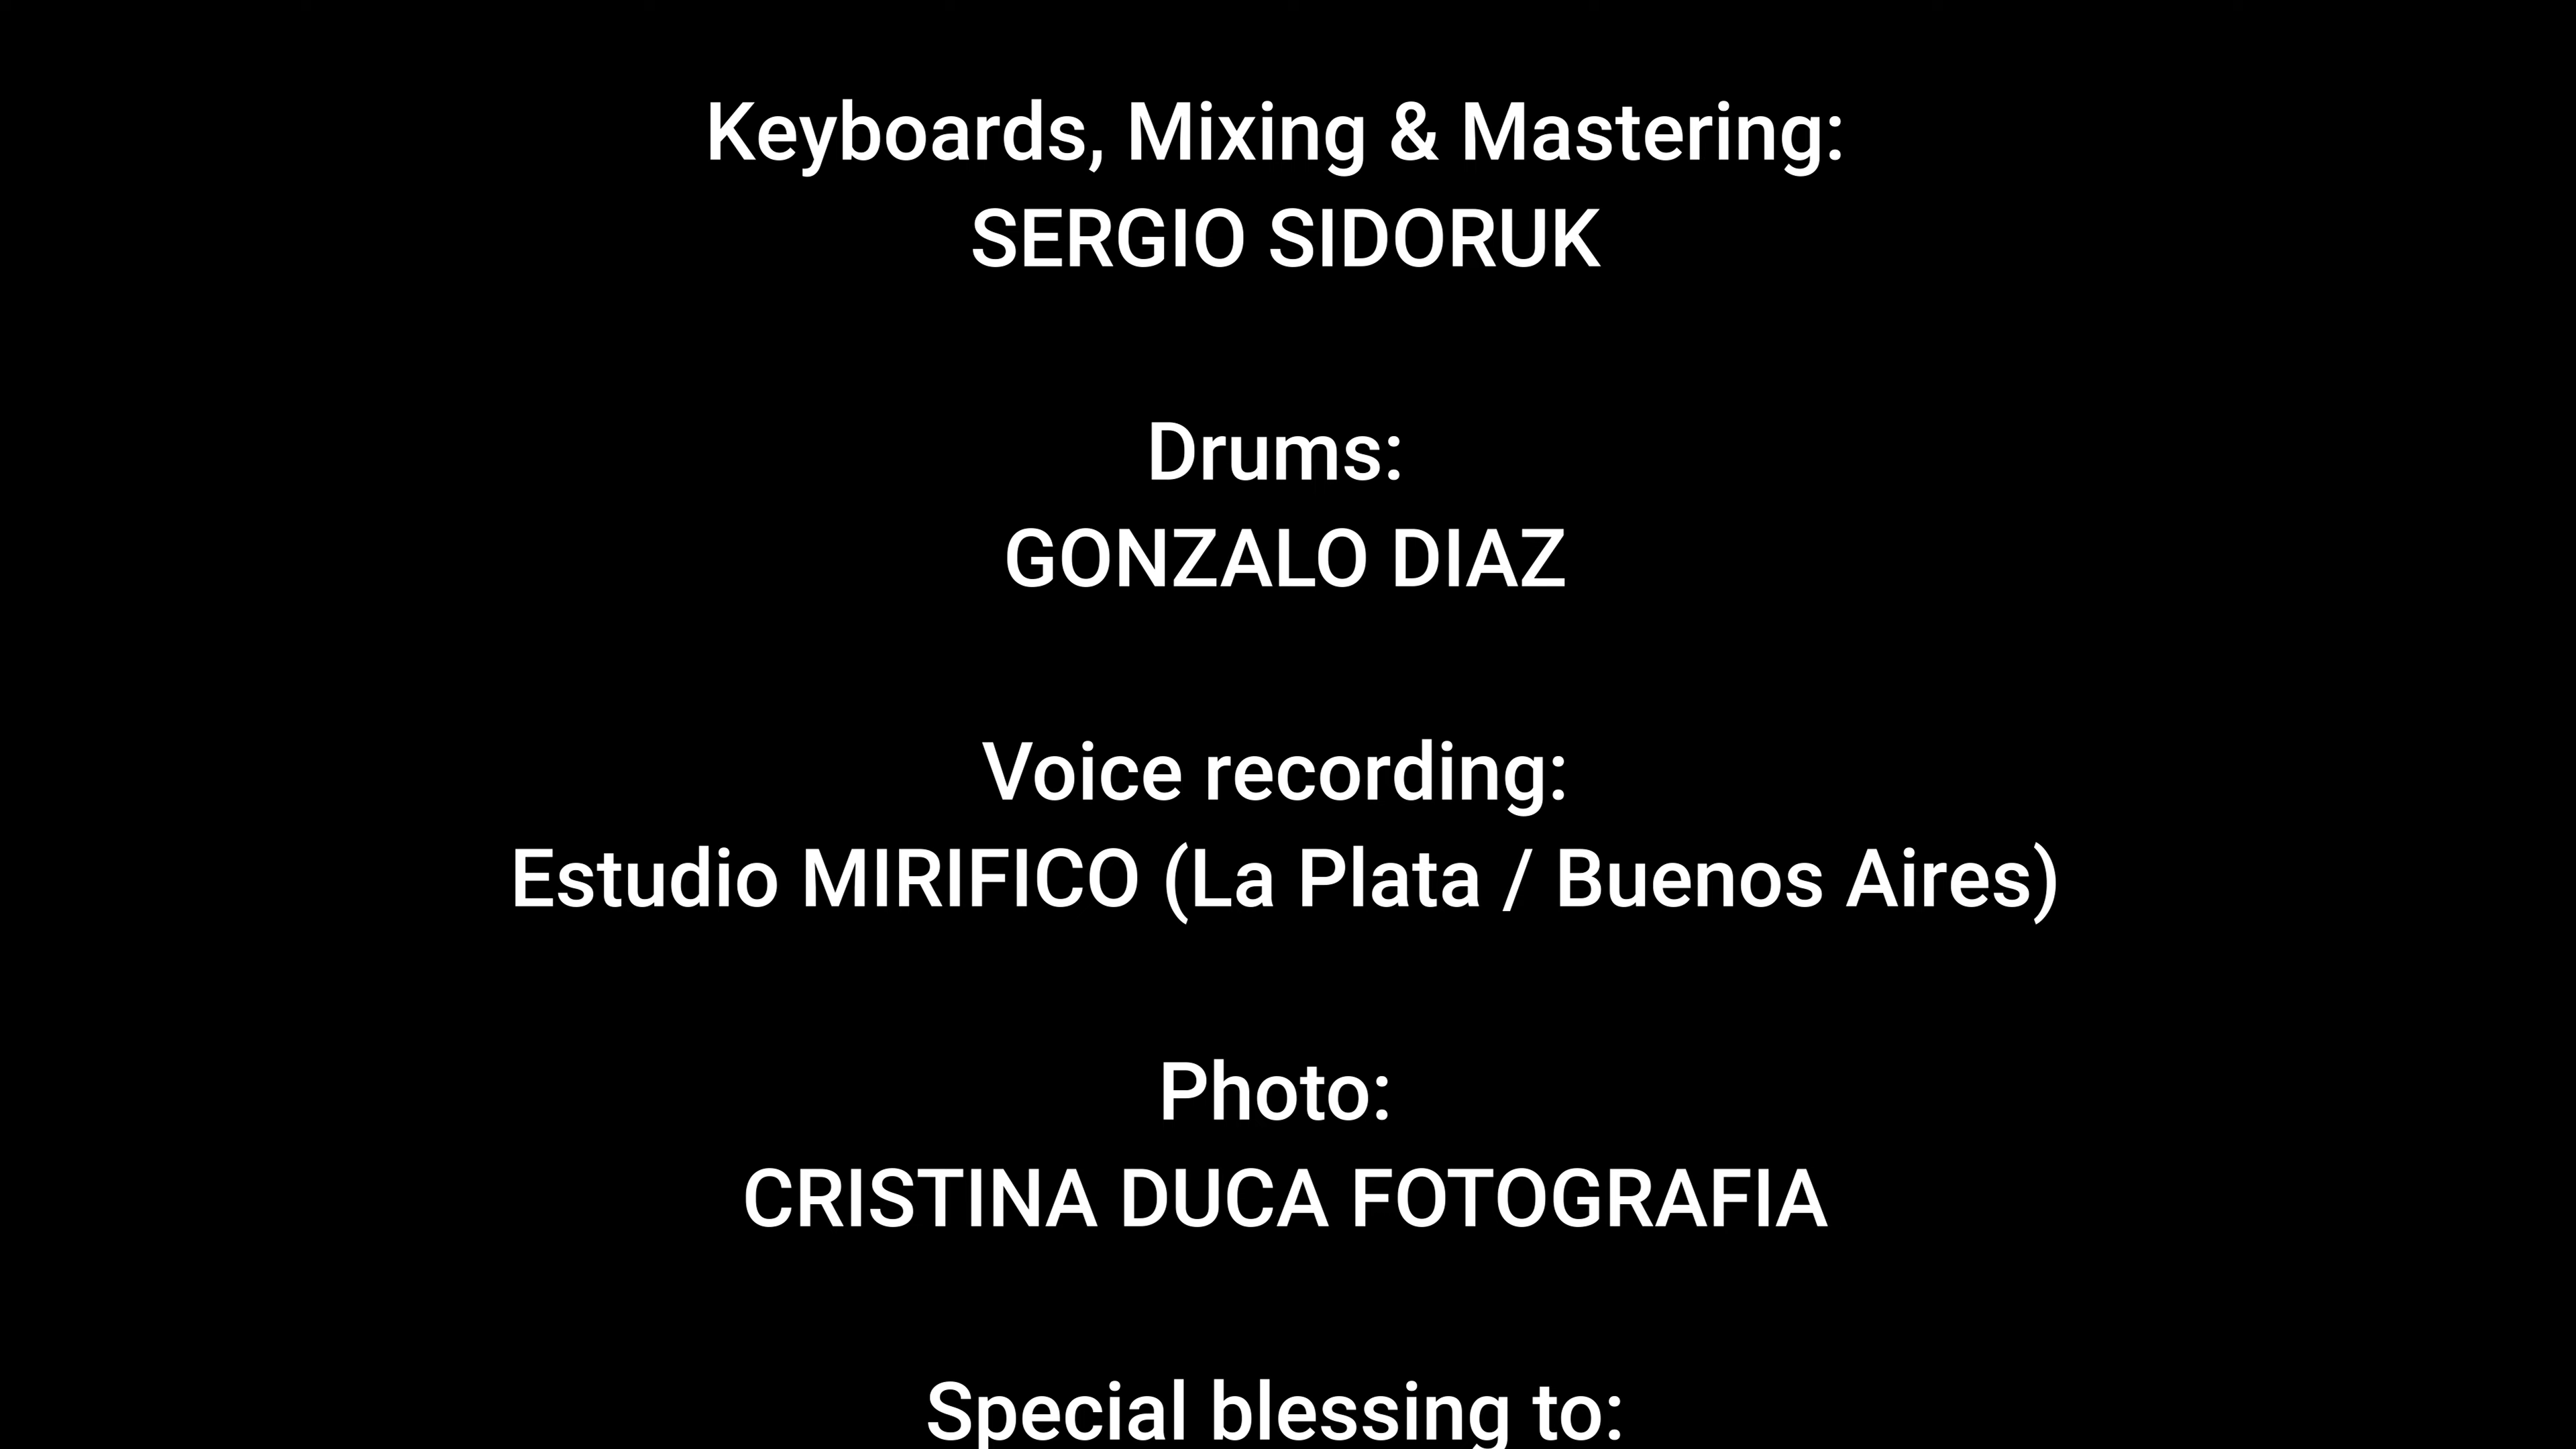 Keyboards, Mixing & Mastering:
SERGIO SIDORUK
Drums:
GONZALO DIAZ
Voice recording:
Estudio MIRIFICO (La Plata / Buenos Aires)
Photo:
CRISTINA DUCA FOTOGRAFIA
Special blessing to: